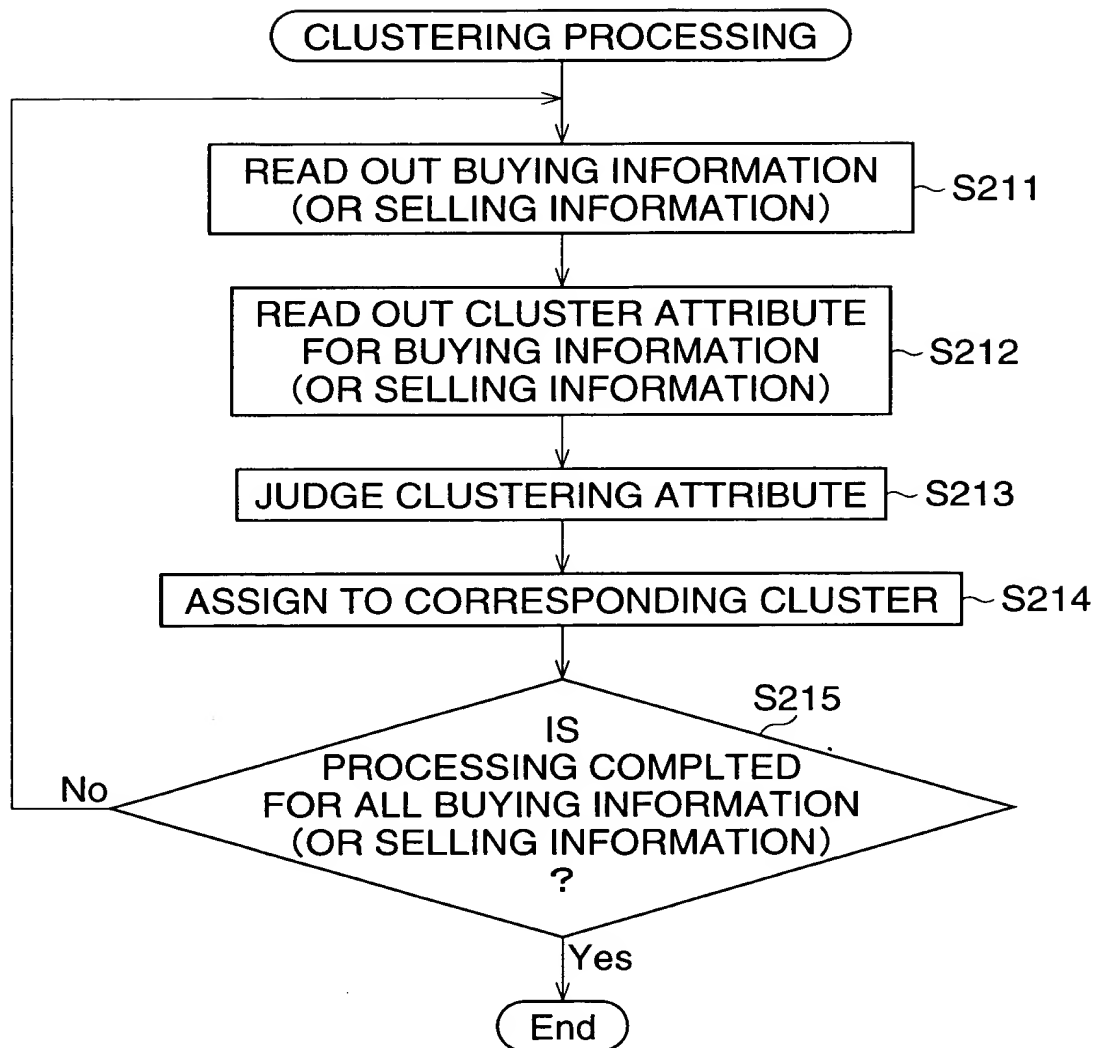 CLUSTERING PROCESSING
READ OUT BUYING INFORMATION
(OR SELLING INFORMATION)
S211
READ OUT CLUSTER ATTRIBUTE
FOR BUYING INFORMATION
(OR SELLING INFORMATION)
S212
JUDGE CLUSTERING ATTRIBUTE
S213
ASSIGN TO CORRESPONDING CLUSTER
S214
S215
IS
PROCESSING COMPLTED
FOR ALL BUYING INFORMATION
(OR SELLING INFORMATION)
?
No
Yes
End